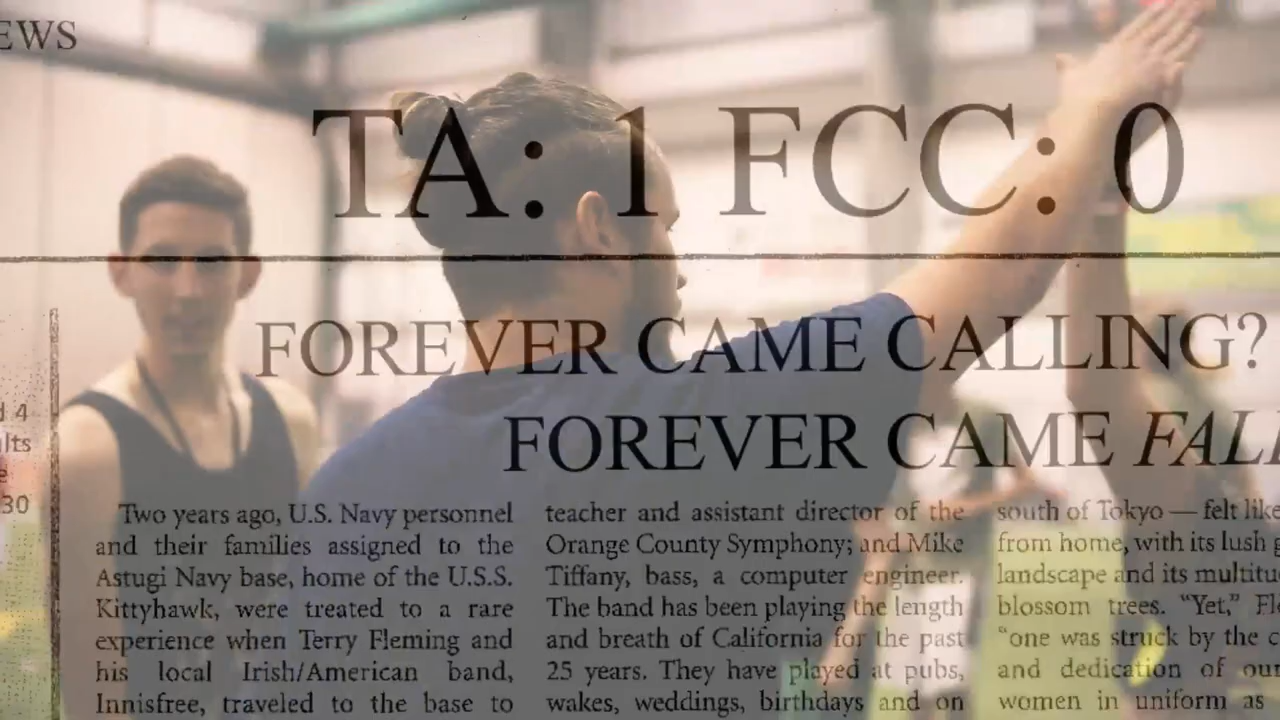 EWS
TA: 1 FCC: 0
FOREVER CAME CALLING?
FOREVER CAME
4
30
Two years ago, U.S. Navy personnel
and their families assigned to the
Astugi Navy base, home of the U.S.S.
Kittyhawk, were treated to a rare
experience when Terry Fleming and
his local Irish/American band,
Innisfree, traveled to the base to
teacher and assistant director of the
Orange County Symphony; and Mike
Tiffany, bass, a computer engineer.
The band has been playing the length
and breath of California for the past
25 years. They have played at pubs,
wakes, weddings, birthdays and on
south of Tokyo — felt like
from home, with its lush
landscape and its
blossom trees. “Yet,”
“one was struck by the
and dedication of our
women in uniform as